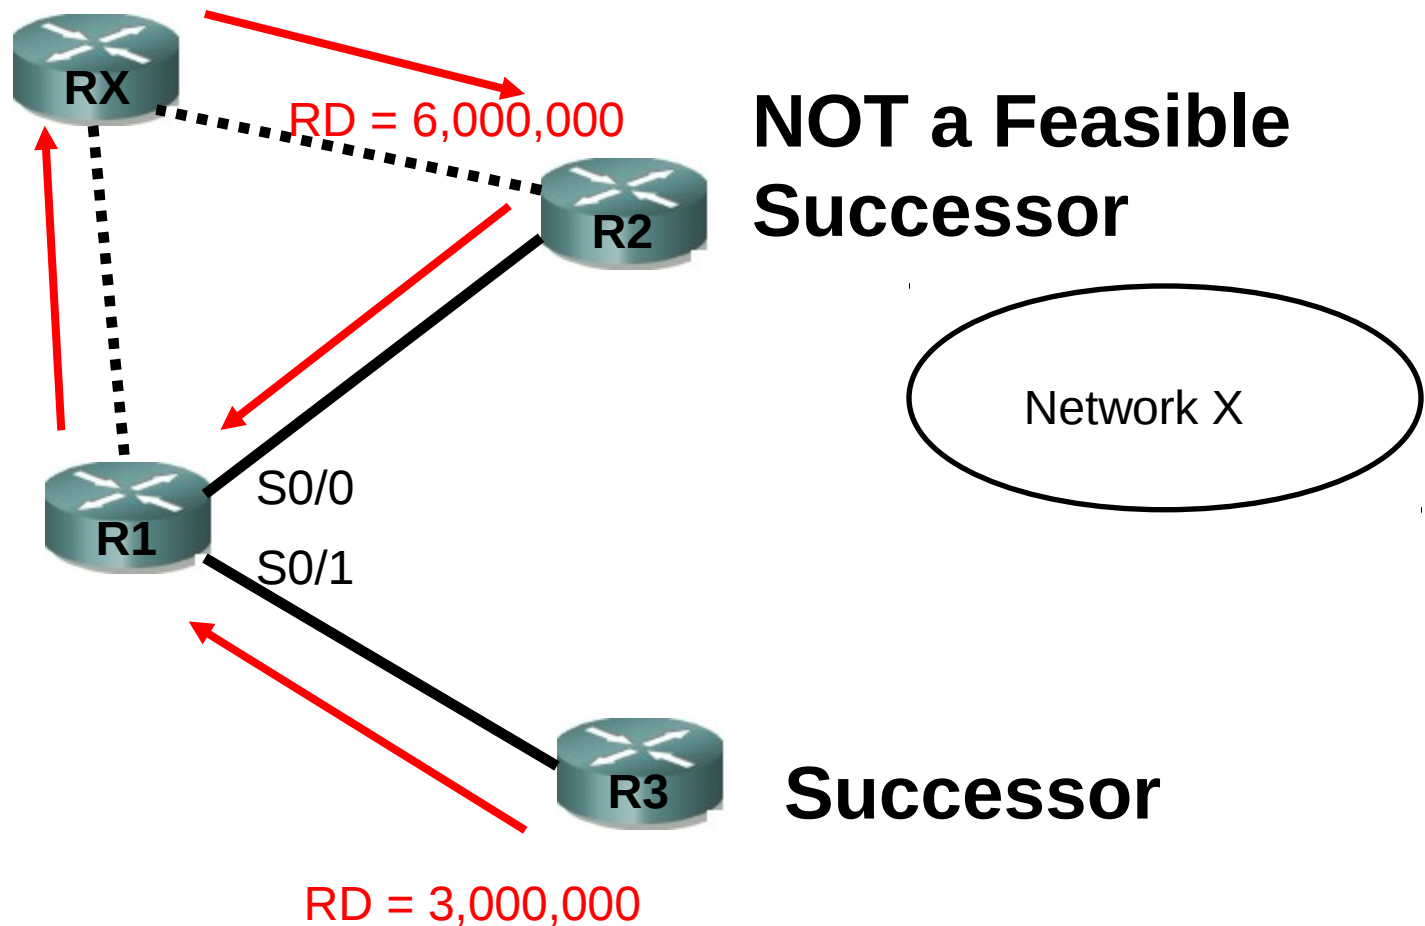 RX
RD = 6,000,000
NOT a Feasible
Successor
R2
Network X
S0/0
R1
S0/1
R3
Successor
RD = 3,000,000